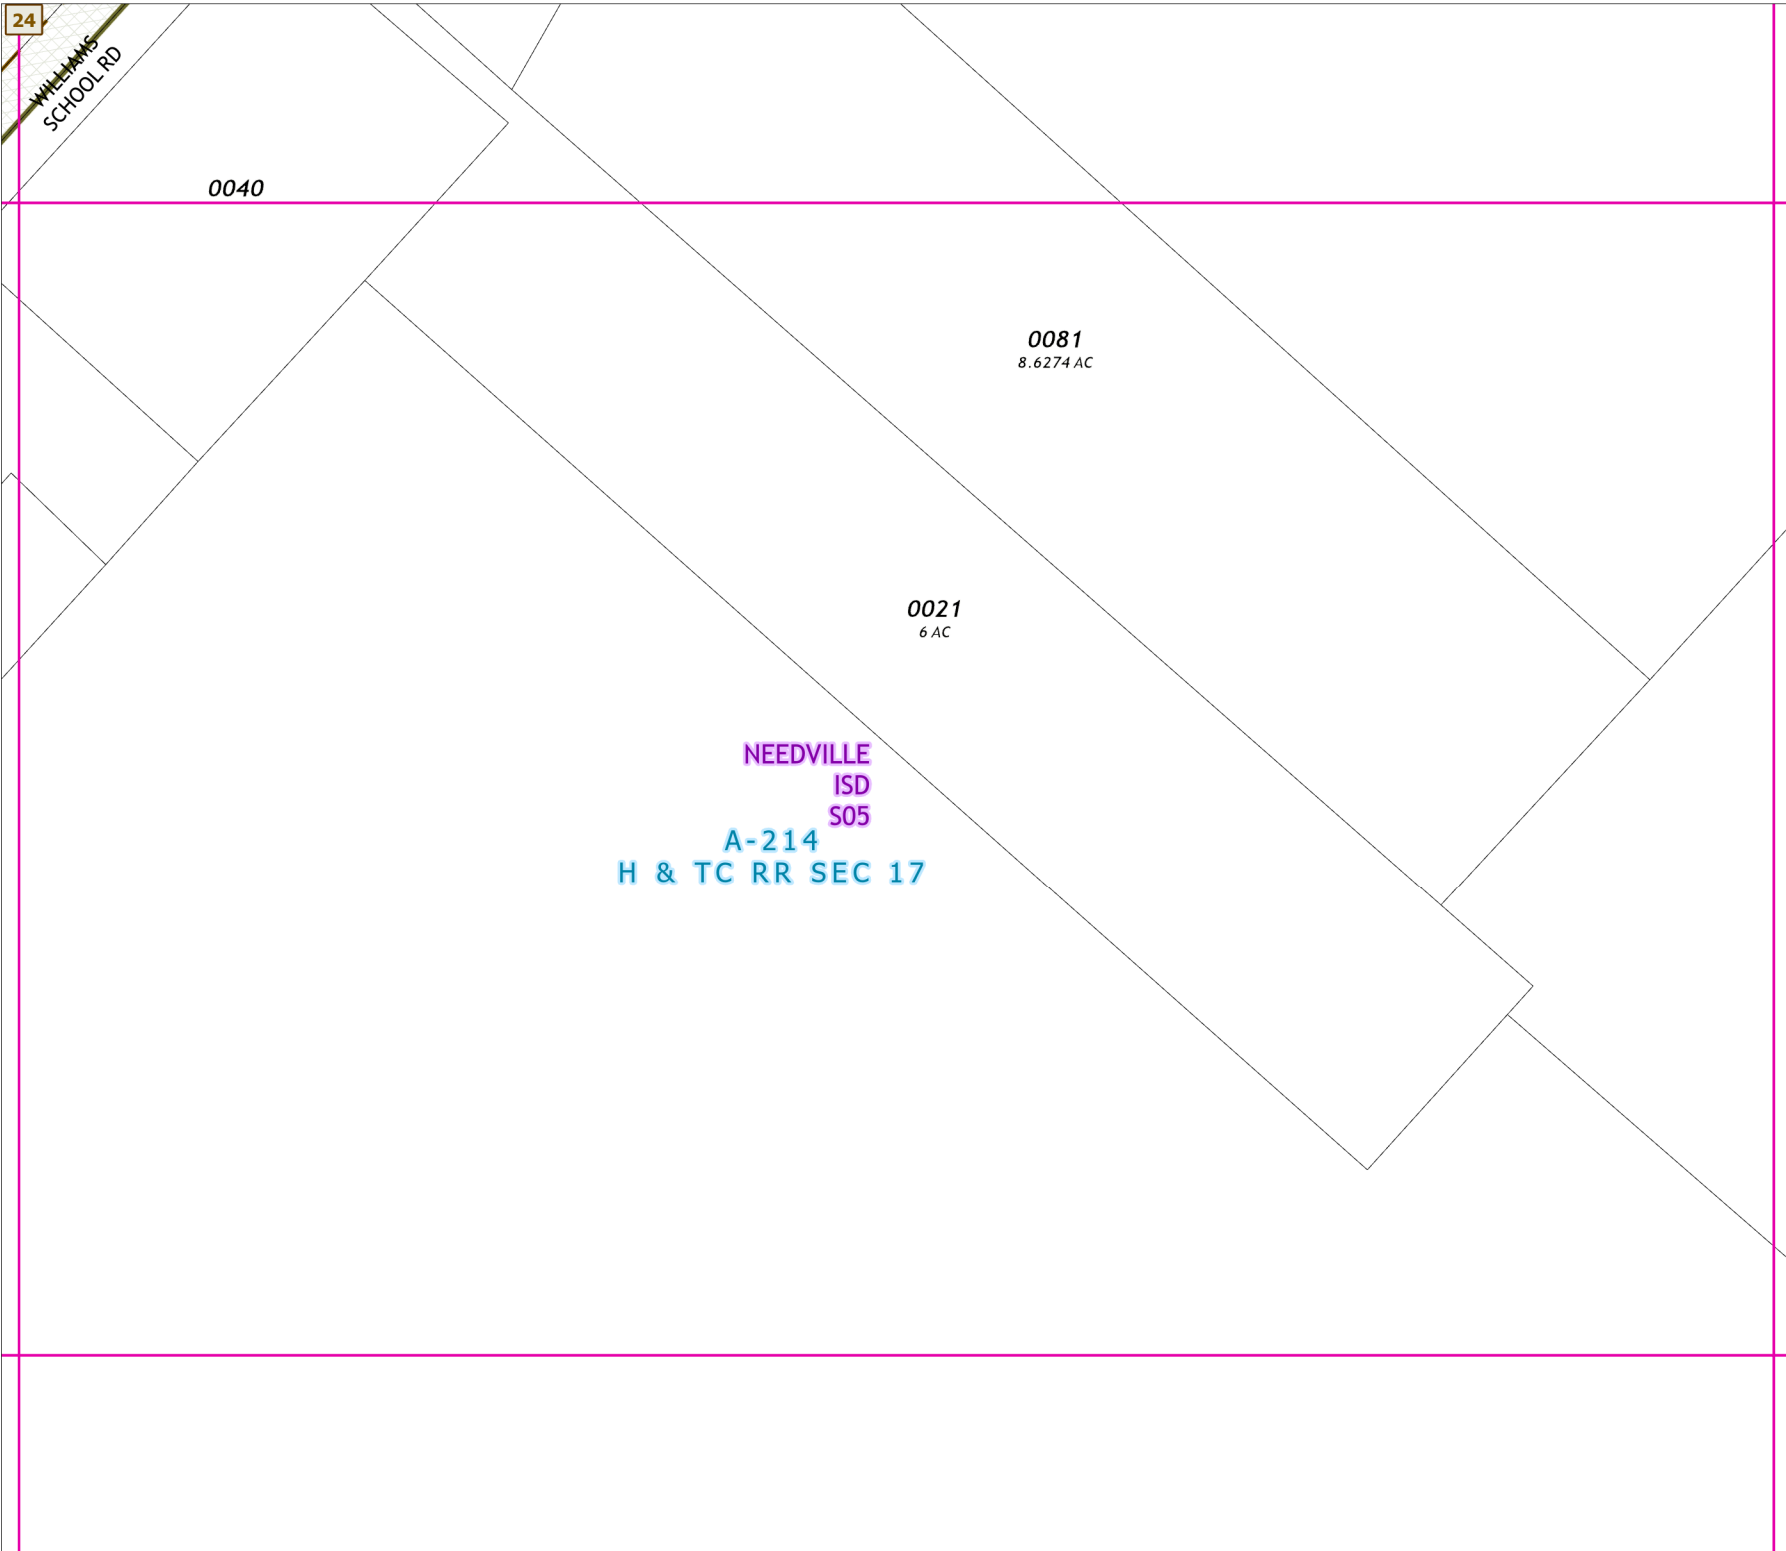 24
WILLIAMS
SCHOOL RD
0040
0081
8.6274 AC
0021
6 AC
NEEDVILLE
ISD
S05
A-214
H & TC RR SEC 17